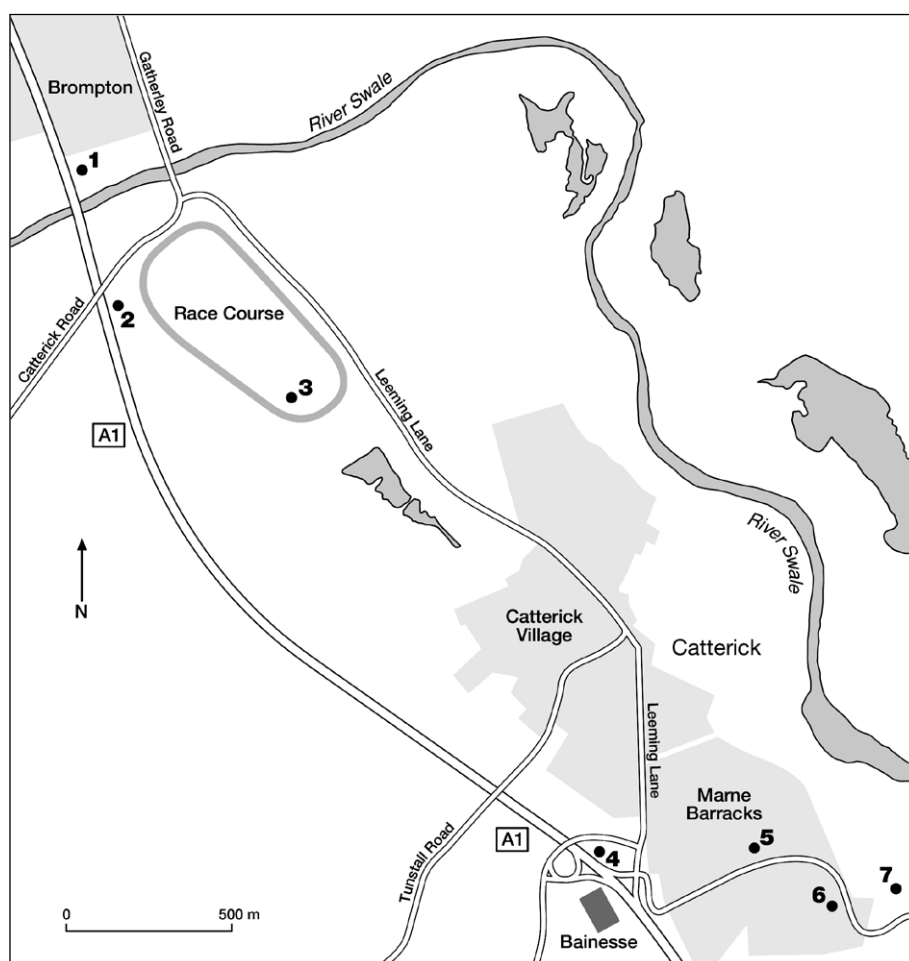 Brompton
Gatherley Road
River Swale
1
Catterick Road
2
Race Course
3
A1
Leeming Lane
N
River Swale
Catterick
Village
Catterick
Leeming Lane
Marne
Barracks
Tunstall Road
A1
4
5
6
7
0
500 m
Bainesse